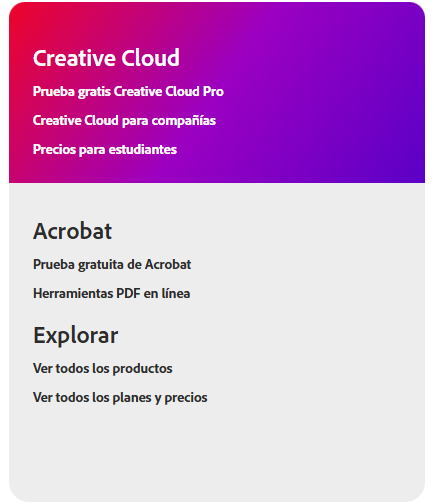 Creative Cloud
Prueba gratis Creative Cloud Pro
Creative Cloud para compañías
Precios para estudiantes
Acrobat
Prueba gratuita de Acrobat
Herramientas PDF en línea
Explorar
Ver todos los productos
Ver todos los planes y precios